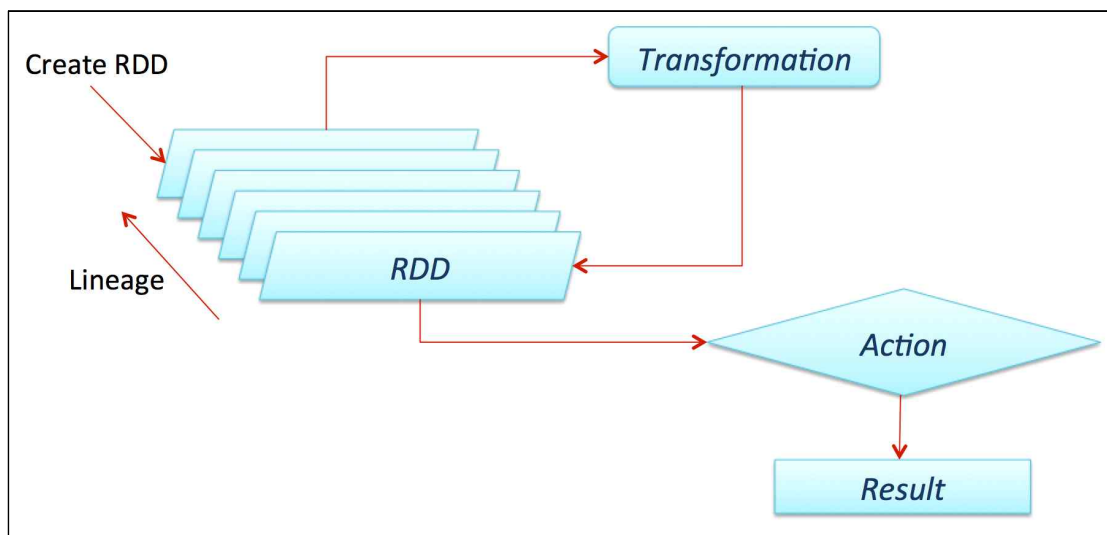 Create RDD
Transformation
Lineage
RDD
Action
Result